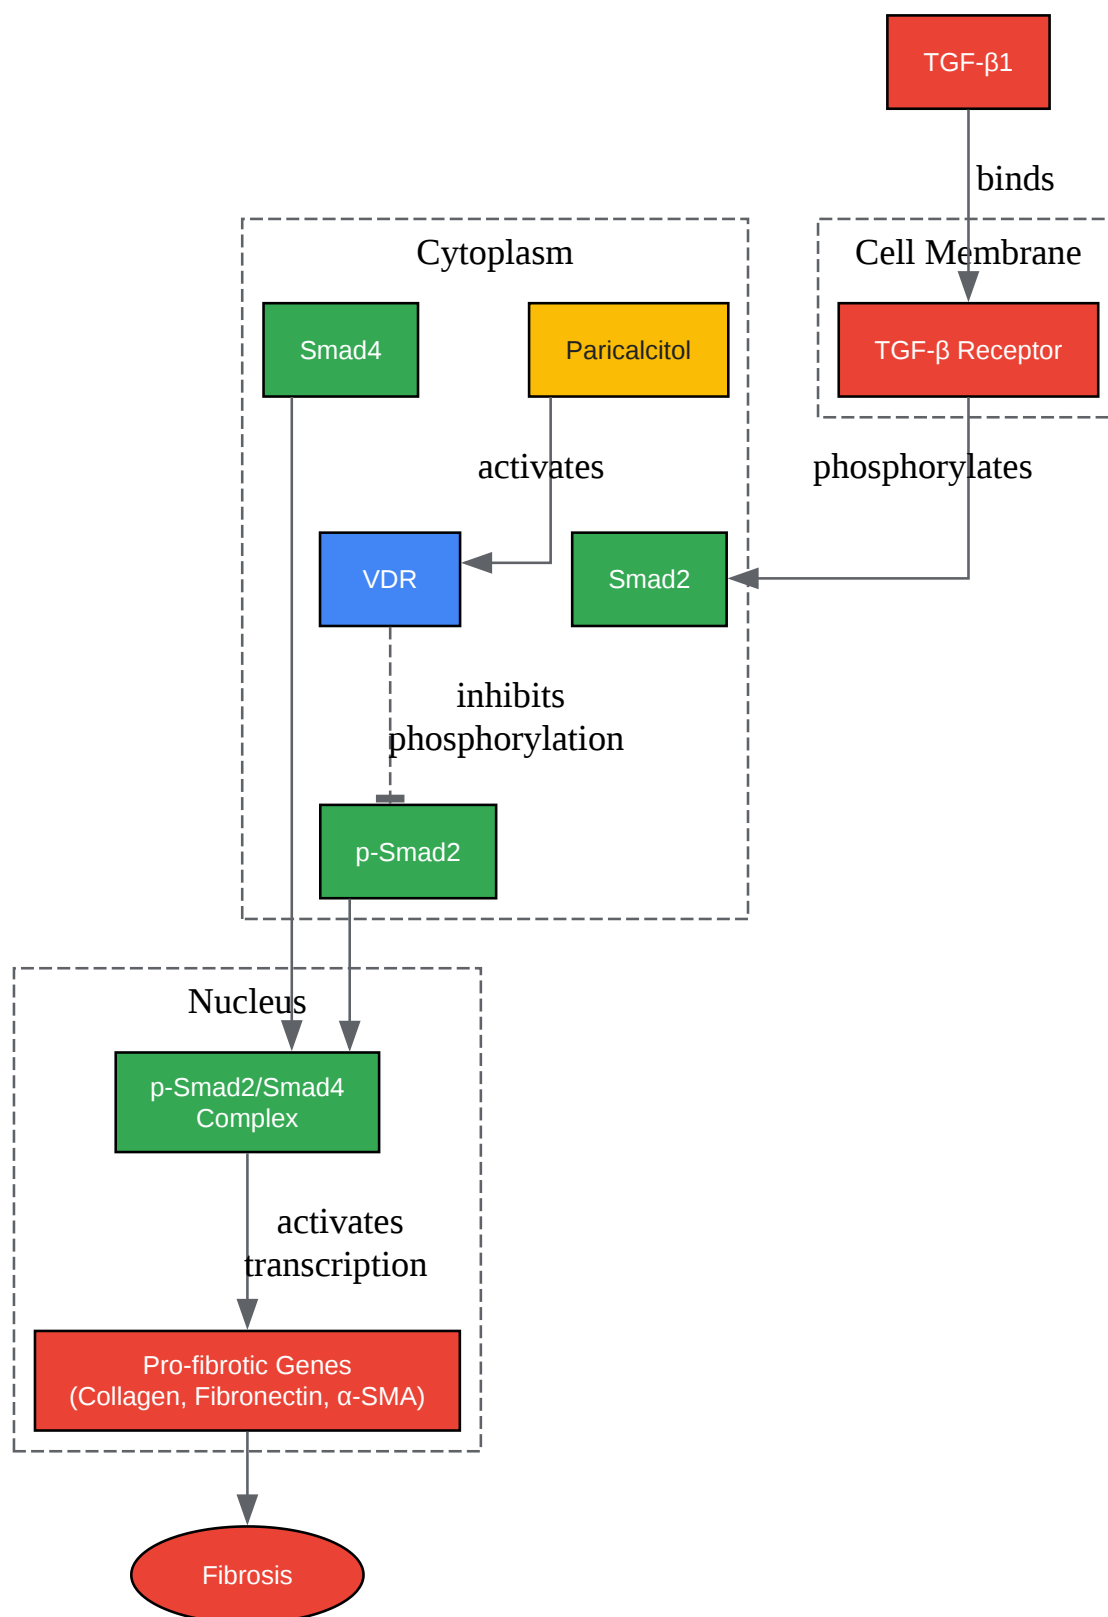 TGF-β1
binds
Cytoplasm
Cell Membrane
Smad4
Paricalcitol
TGF-β Receptor
activates
phosphorylates
VDR
Smad2
inhibits
phosphorylation
p-Smad2
Nucleus
p-Smad2/Smad4
Complex
activates
transcription
Pro-fibrotic Genes
(Collagen, Fibronectin, α-SMA)
Fibrosis